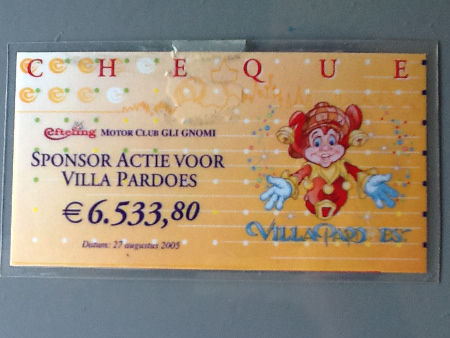 CHEQUE
Efteling MOTOR CLUB GLI GNOMI
SPONSOR ACTIE VOOR
VILLA PARDOES
€ 6.533,80
Datum: 27 augustus 2005
VILLA PARDOES